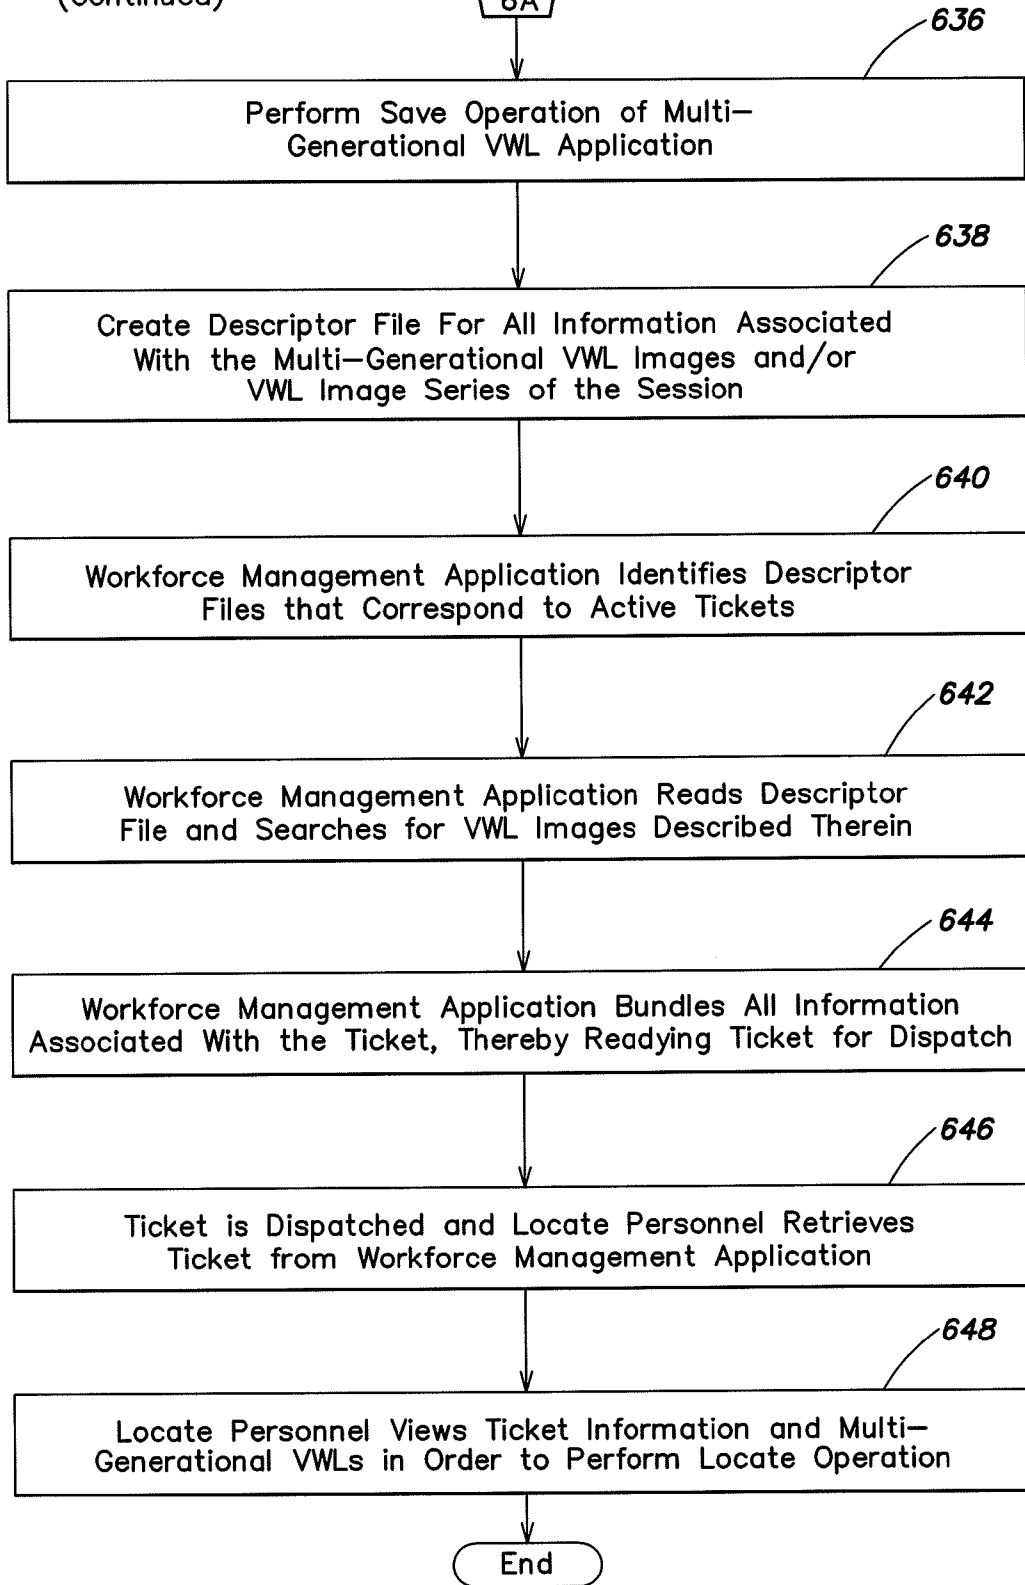 (Continued)
6A
636
Perform Save Operation of Multi-
Generational VWL Application
638
Create Descriptor File For All Information Associated
With the Multi-Generational VWL Images and/or
VWL Image Series of the Session
640
Workforce Management Application Identifies Descriptor
Files that Correspond to Active Tickets
642
Workforce Management Application Reads Descriptor
File and Searches for VWL Images Described Therein
644
Workforce Management Application Bundles All Information
Associated With the Ticket, Thereby Readying Ticket for Dispatch
646
Ticket is Dispatched and Locate Personnel Retrieves
Ticket from Workforce Management Application
648
Locate Personnel Views Ticket Information and Multi-
Generational VWLs in Order to Perform Locate Operation
End